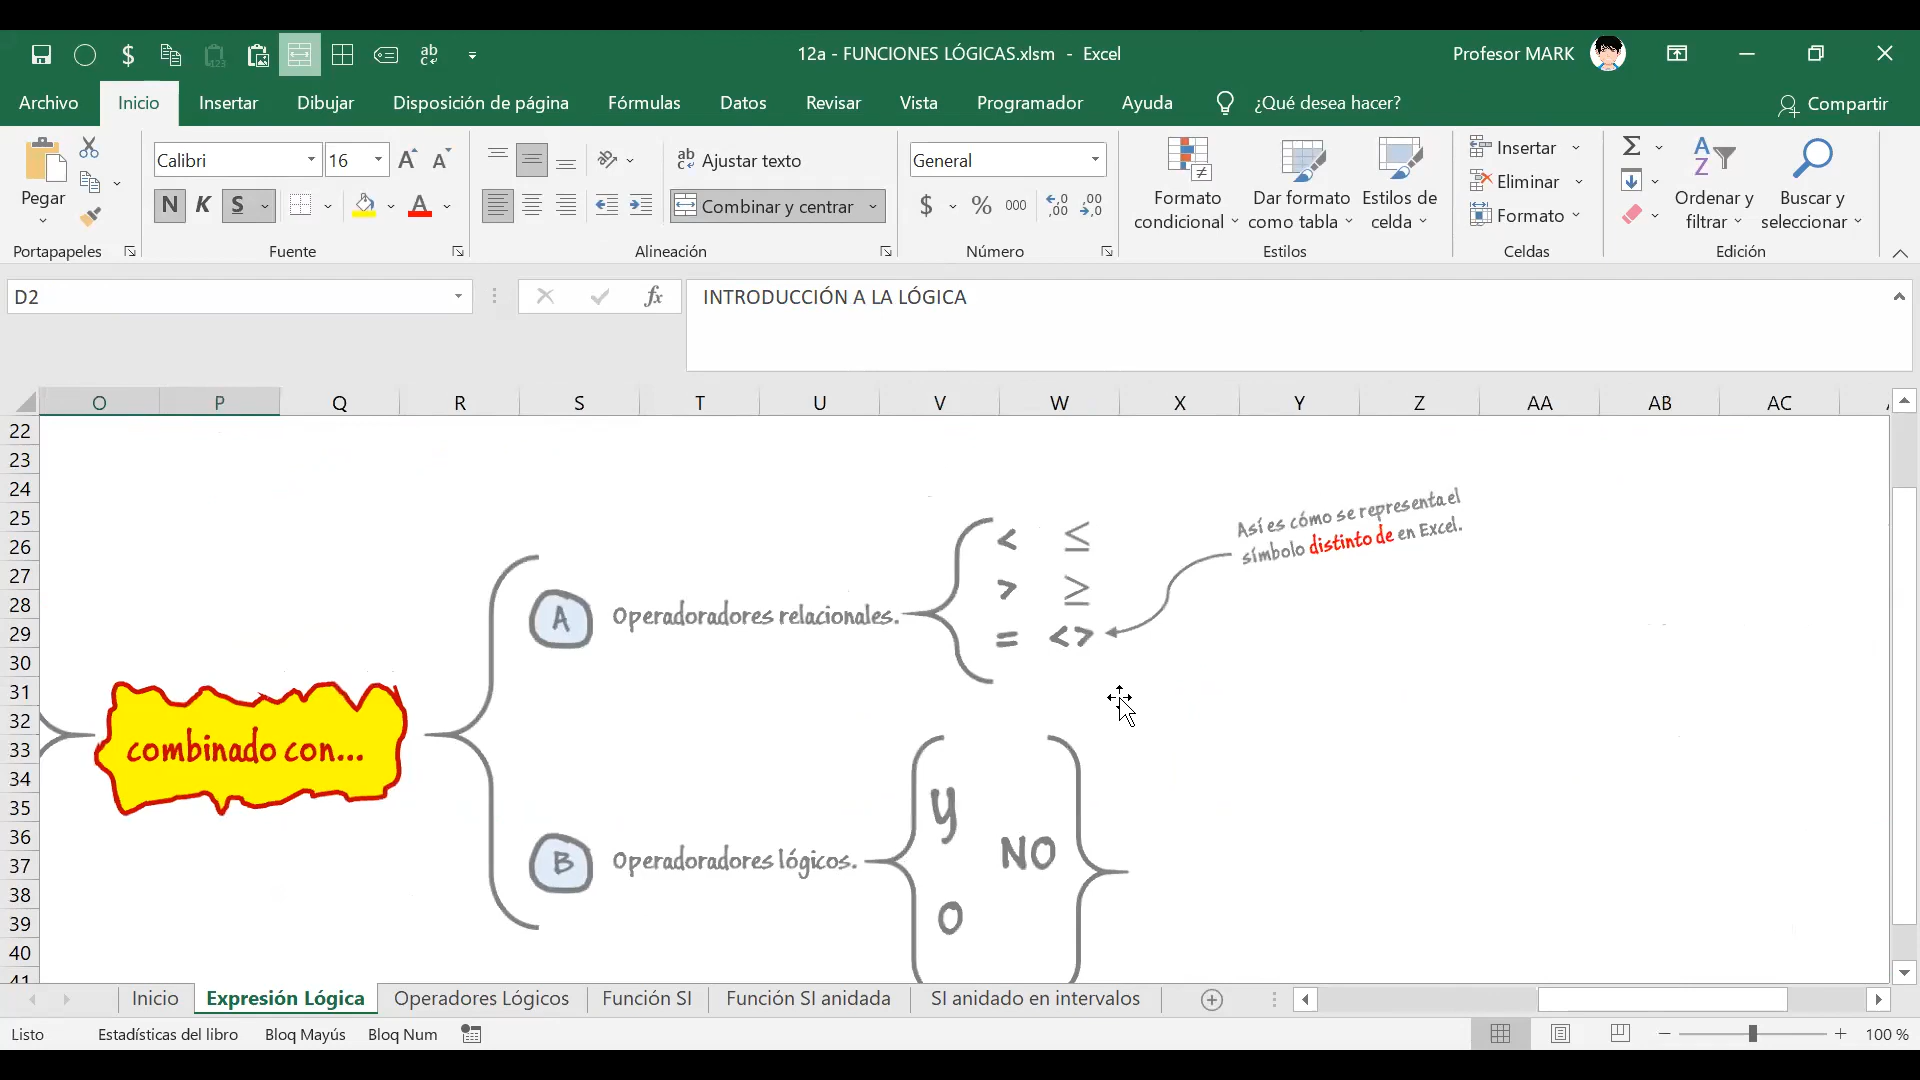 12a - FUNCIONES LÓGICAS.xlsm - Excel
Profesor MARK
Archivo Inicio Insertar Dibujar Disposición de página Fórmulas Datos Revisar Vista Programador Ayuda ¿Qué desea hacer? Compartir
Pegar
Portapapeles
Calibri 16
N K S
Fuente
Ajustar texto
Combinar y centrar
Alineación
General
$ % 000
Número
Formato condicional
Dar formato como tabla
Estilos de celda
Estilos
Insertar
Eliminar
Formato
Celdas
Ordenar y filtrar
Buscar y seleccionar
Edición
D2
fx
INTRODUCCIÓN A LA LÓGICA
O P Q R S T U V W X Y Z AA AB AC
22
23
24
25
26
27
28
29
30
31
32
33
34
35
36
37
38
39
40
41
Así es cómo se representa el
símbolo distinto de en Excel.
< ≤
> ≥
= <>
A Operadoradores relacionales.
combinado con...
B Operadoradores lógicos.
y
NO
o
Inicio Expresión Lógica Operadores Lógicos Función SI Función SI anidada SI anidado en intervalos
Listo Estadísticas del libro Bloq Mayús Bloq Num 100 %